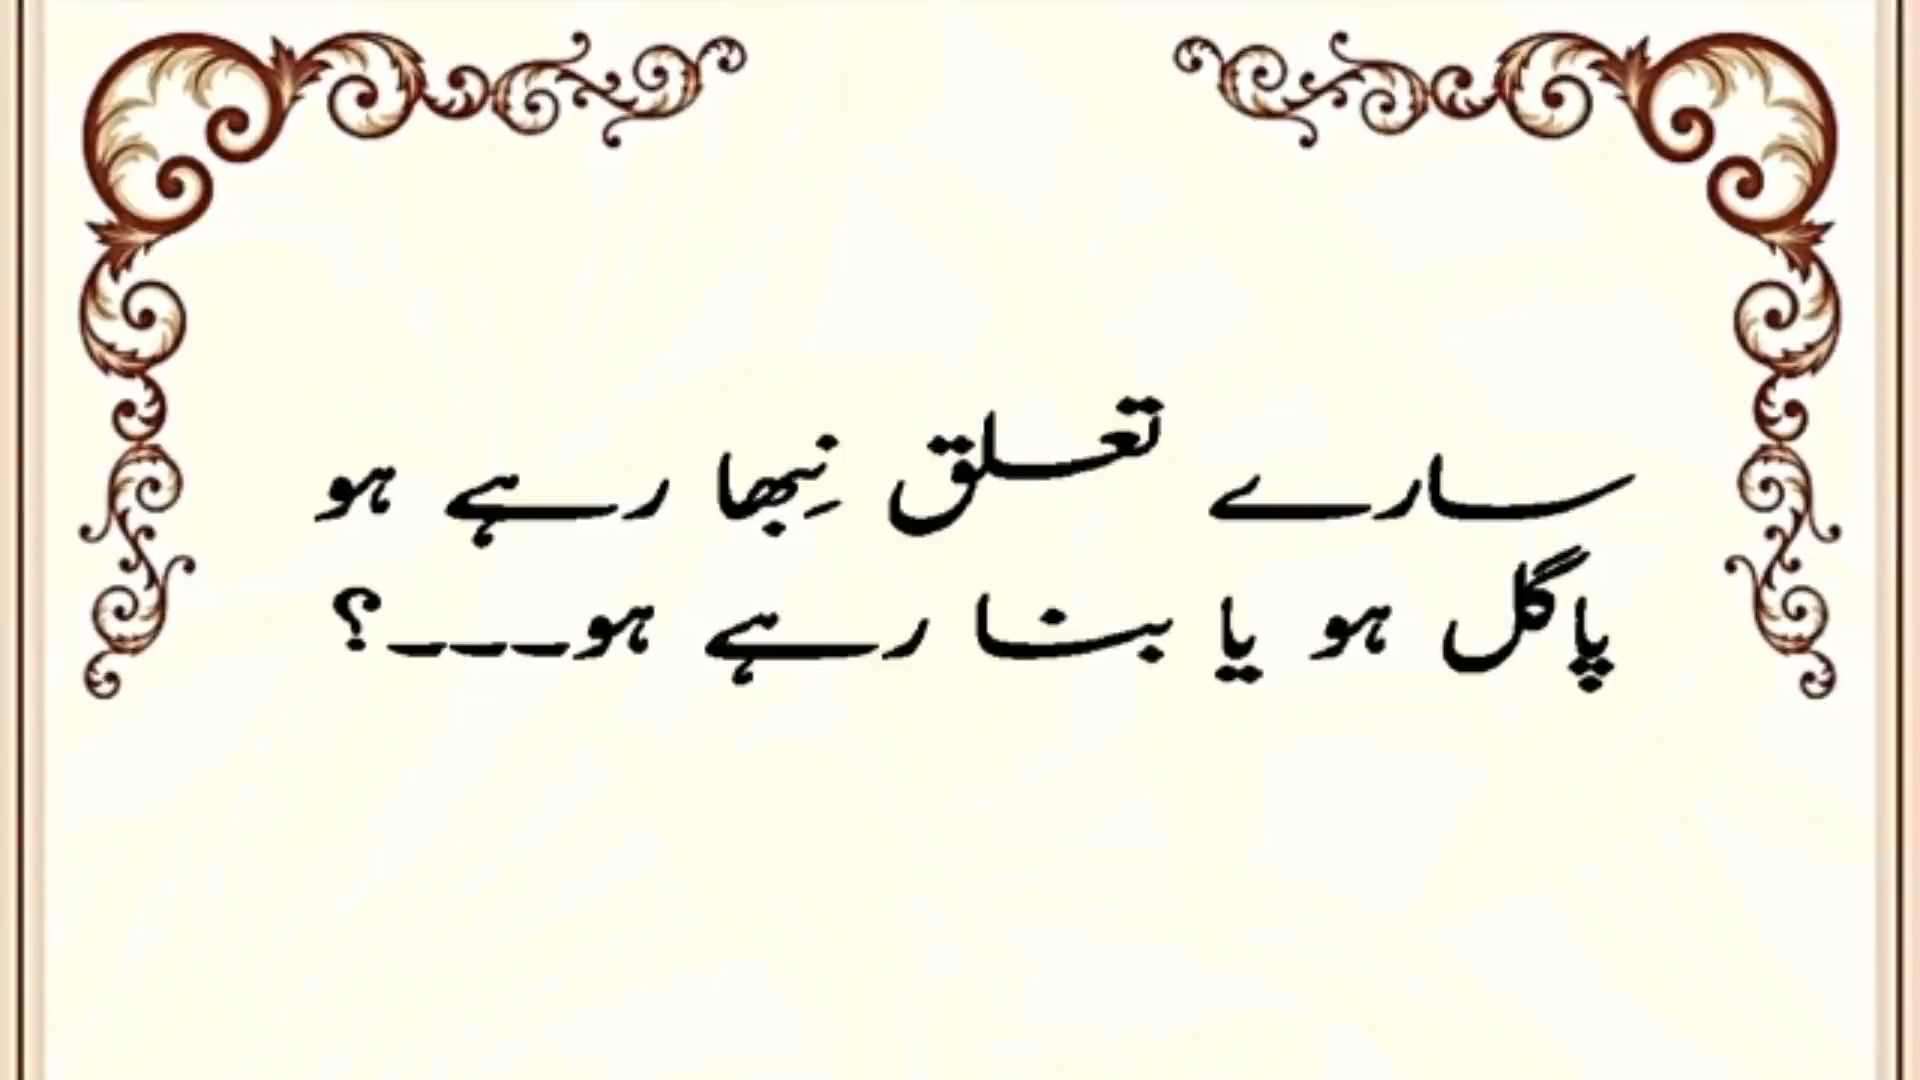 سارے تعلق نِبھا رہے ہو
پاگل ہو یا بنا رہے ہو۔۔۔؟